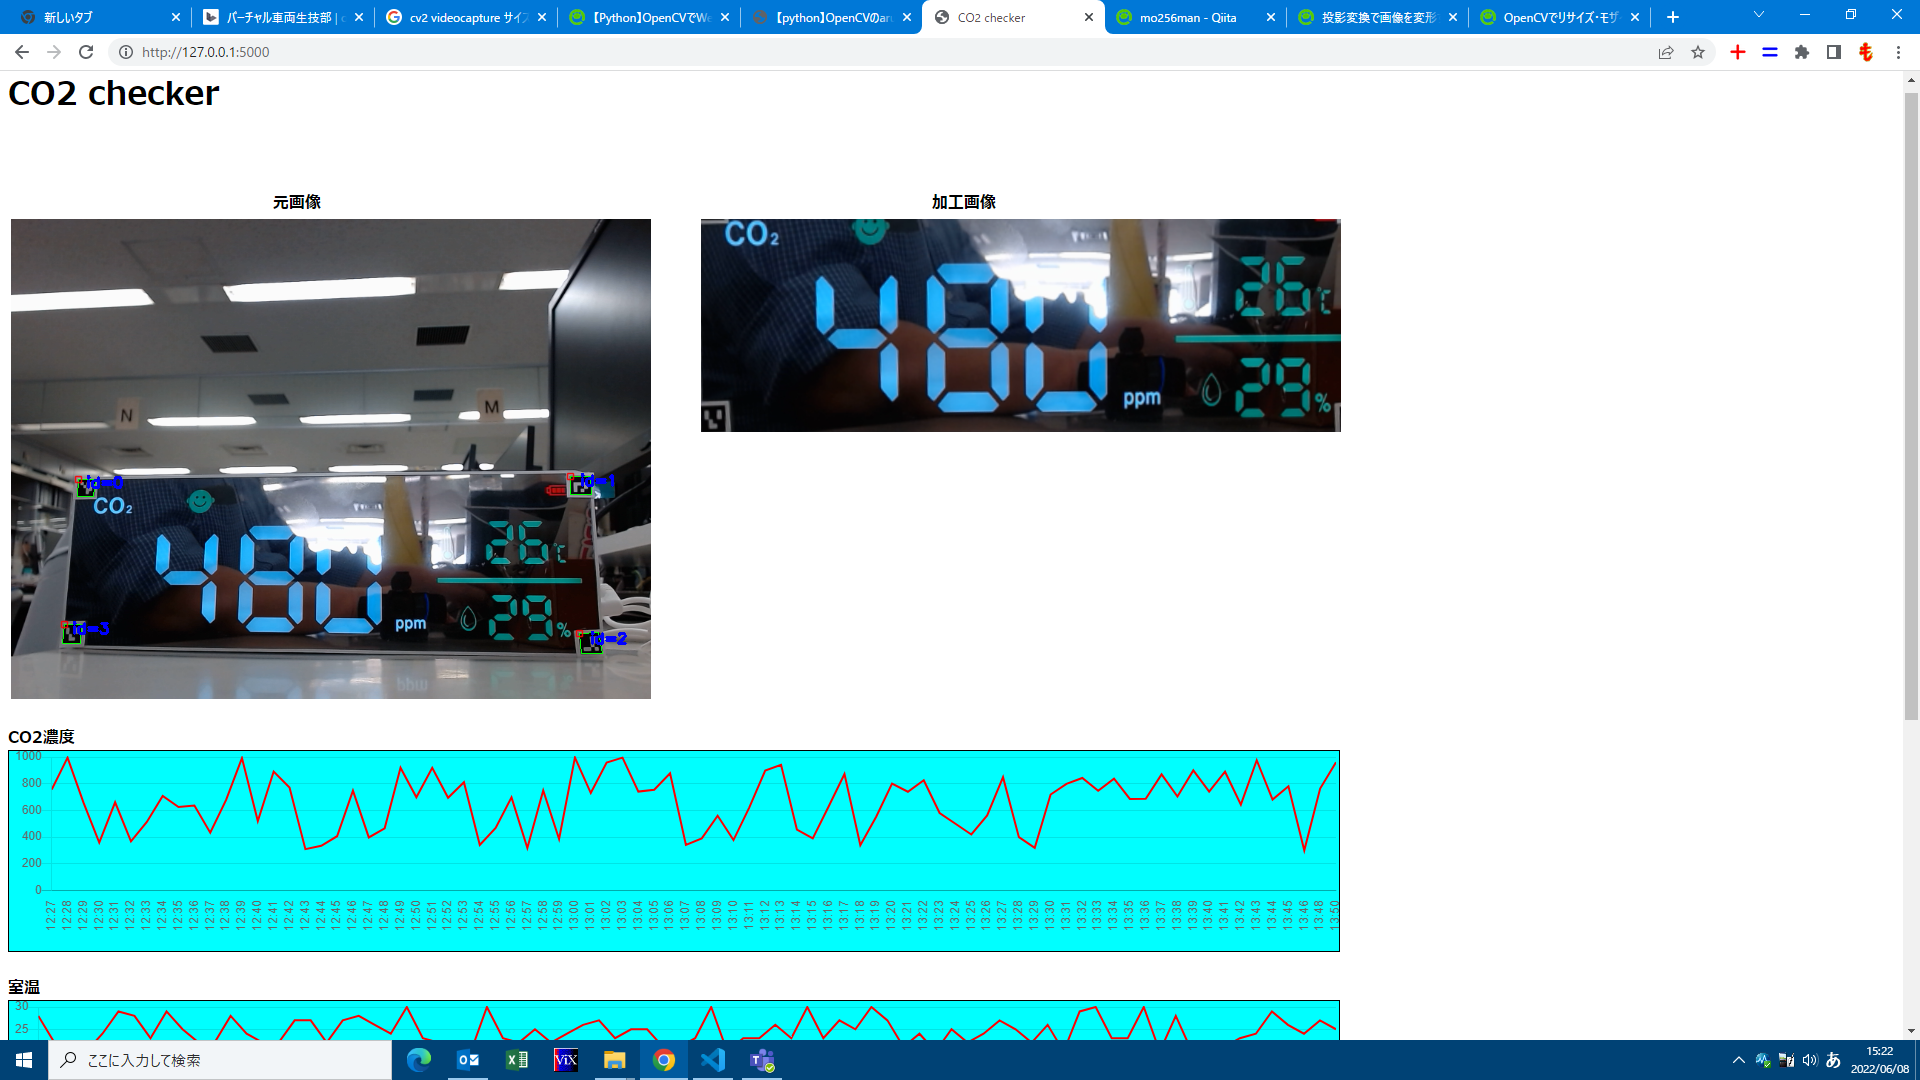 新しいタブ
バーチャル車両生技部 | c
cv2 videocapture サイズ
【Python】OpenCVでWe
【python】OpenCVのaru
CO2 checker
mo256man - Qiita
投影変換で画像を変形
OpenCVでリサイズ・モザ
http://127.0.0.1:5000
CO2 checker
元画像
加工画像
N
M
id=0
id=1
CO2
480
ppm
26℃
29%
id=3
id=2
CO2
480
ppm
26℃
29%
CO2濃度
1000
800
600
400
200
0
12:27 12:28 12:29 12:30 12:31 12:32 12:33 12:34 12:35 12:36 12:37 12:38 12:39 12:40 12:41 12:42 12:43 12:44 12:45 12:46 12:47 12:48 12:49 12:50 12:51 12:52 12:53 12:54 12:55 12:56 12:57 12:58 12:59 13:00 13:01 13:02 13:03 13:04 13:05 13:06 13:07 13:08 13:09 13:10 13:11 13:12 13:13 13:14 13:15 13:16 13:17 13:18 13:19 13:20 13:21 13:22 13:23 13:24 13:25 13:26 13:27 13:28 13:29 13:30 13:31 13:32 13:33 13:34 13:35 13:36 13:37 13:38 13:39 13:40 13:41 13:42 13:43 13:44 13:45 13:46 13:48 13:50
室温
30
25
ここに入力して検索
ViX
あ
15:22
2022/06/08